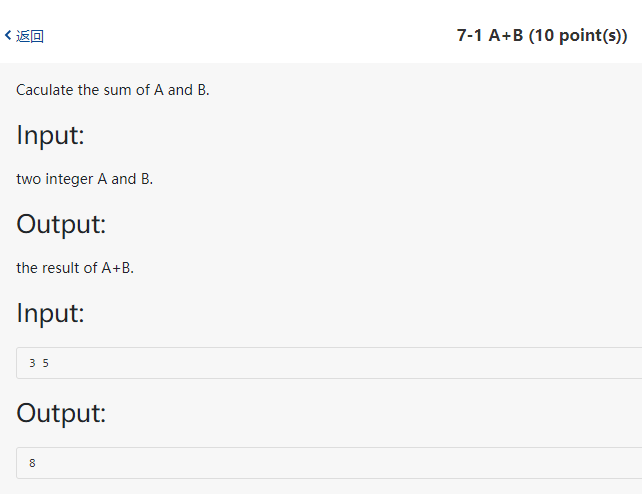 返回
7-1 A+B (10 point(s))
Caculate the sum of A and B.
Input:
two integer A and B.
Output:
the result of A+B.
Input:
3 5
Output:
8